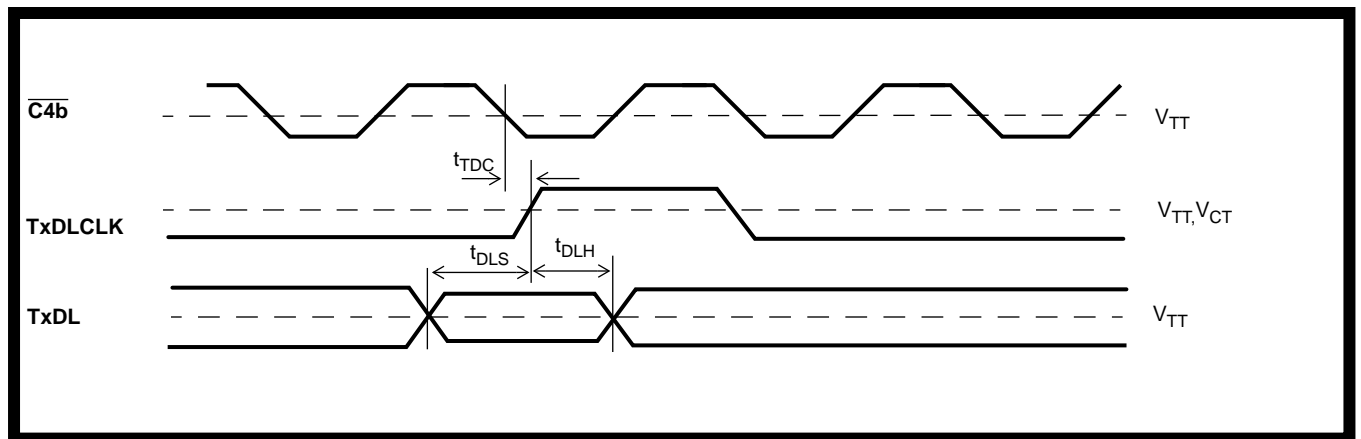 C4b
V_TT
t_TDC
TxDLCLK
V_TT,V_CT
t_DLS
t_DLH
TxDL
V_TT